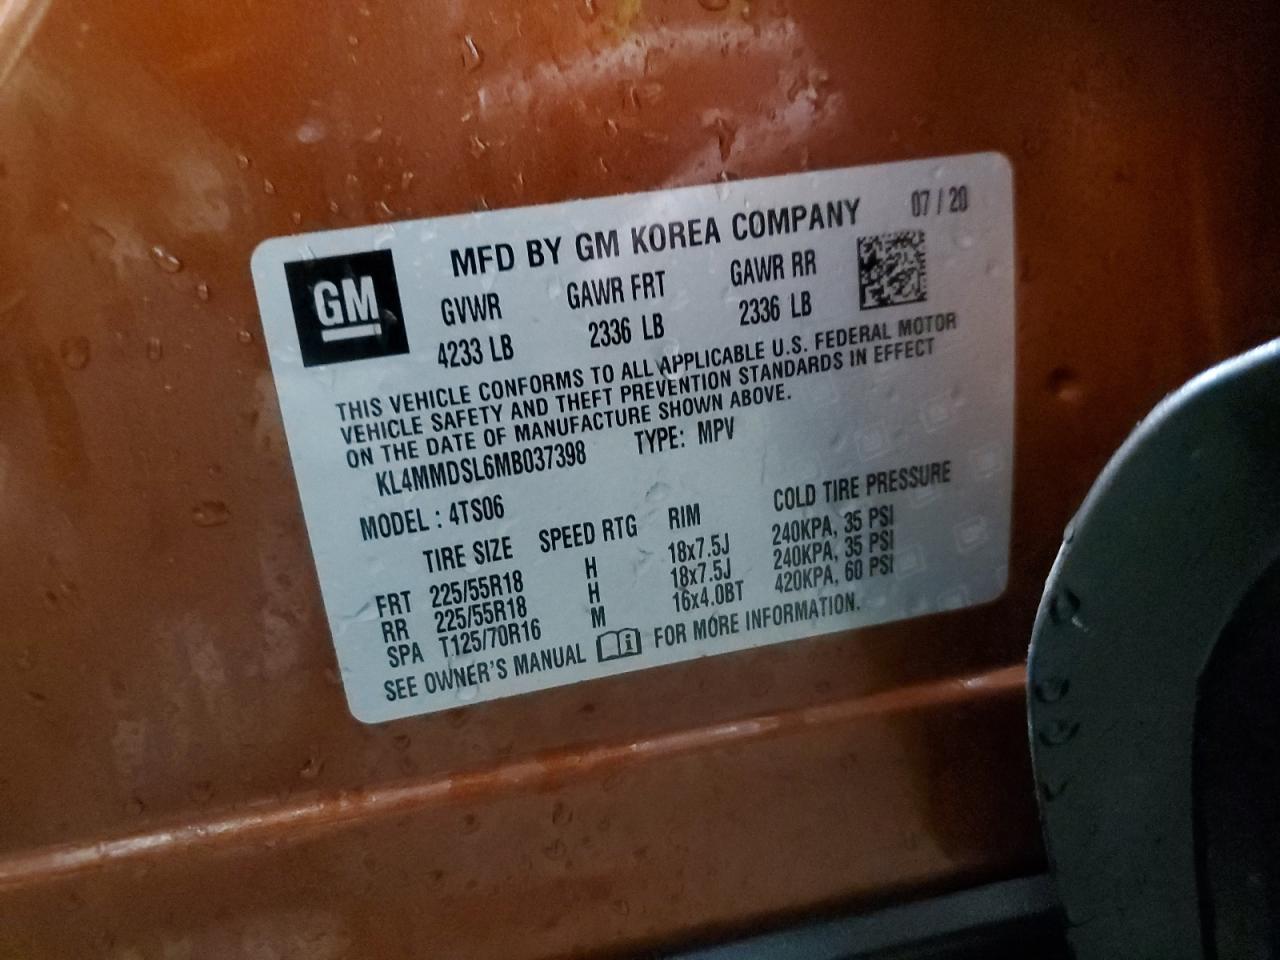 GM
MFD BY GM KOREA COMPANY 07 / 20
GVWR GAWR FRT GAWR RR
4233 LB 2336 LB 2336 LB
THIS VEHICLE CONFORMS TO ALL APPLICABLE U.S. FEDERAL MOTOR
VEHICLE SAFETY AND THEFT PREVENTION STANDARDS IN EFFECT
ON THE DATE OF MANUFACTURE SHOWN ABOVE.
KL4MMDSL6MB037398 TYPE: MPV
MODEL : 4TS06
TIRE SIZE SPEED RTG RIM COLD TIRE PRESSURE
FRT 225/55R18 H 18x7.5J 240KPA, 35 PSI
RR 225/55R18 H 18x7.5J 240KPA, 35 PSI
SPA T125/70R16 M 16x4.0BT 420KPA, 60 PSI
SEE OWNER'S MANUAL FOR MORE INFORMATION.